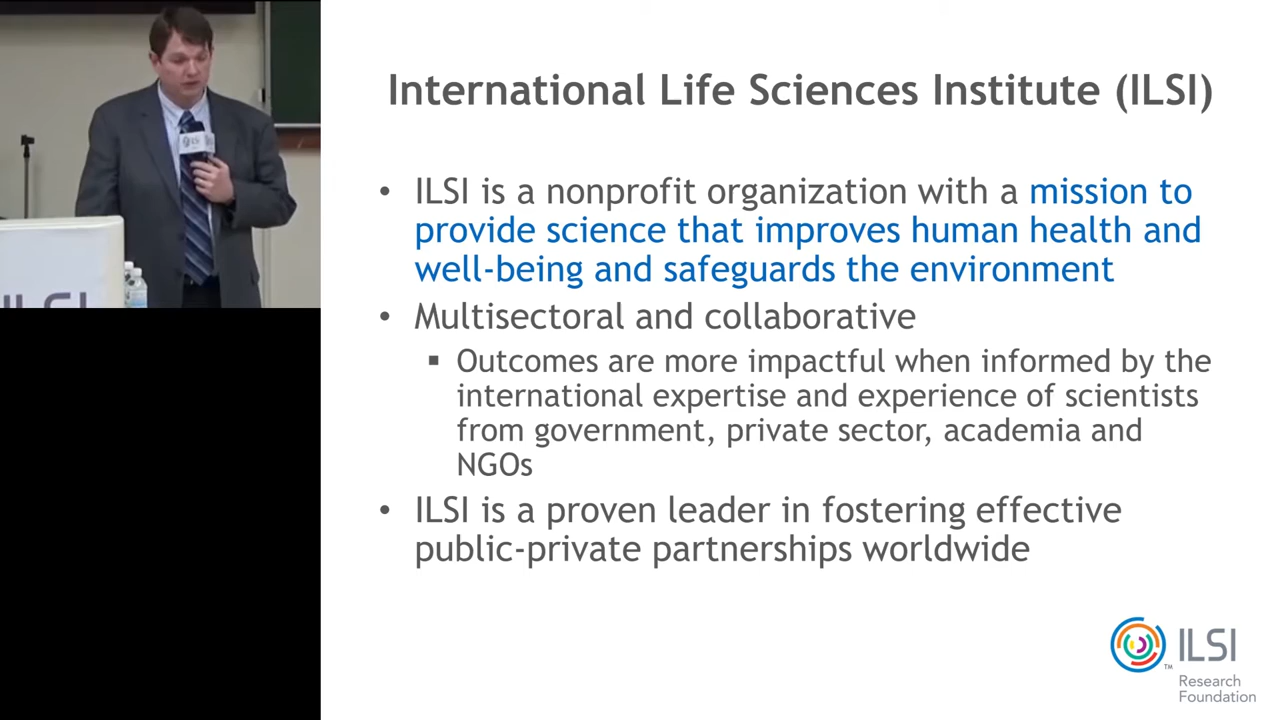 International Life Sciences Institute (ILSI)
• ILSI is a nonprofit organization with a mission to
provide science that improves human health and
well-being and safeguards the environment
• Multisectoral and collaborative
▪ Outcomes are more impactful when informed by the
international expertise and experience of scientists
from government, private sector, academia and
NGOs
• ILSI is a proven leader in fostering effective
public-private partnerships worldwide
ILSI
ILSI
TM ILSI
Research
Foundation